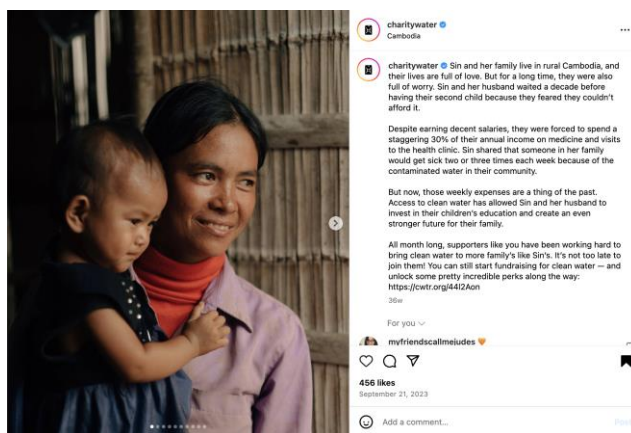 charitywater
Cambodia
charitywater Sin and her family live in rural Cambodia, and
their lives are full of love. But for a long time, they were also
full of worry. Sin and her husband waited a decade before
having their second child because they feared they couldn't
afford it.
Despite earning decent salaries, they were forced to spend a
staggering 30% of their annual income on medicine and visits
to the health clinic. Sin shared that someone in her family
would get sick two or three times each week because of the
contaminated water in their community.
But now, those weekly expenses are a thing of the past.
Access to clean water has allowed Sin and her husband to
invest in their children's education and create an even
stronger future for their family.
All month long, supporters like you have been working hard to
bring clean water to more family's like Sin's. It's not too late to
join them! You can still start fundraising for clean water — and
unlock some pretty incredible perks along the way:
https://cwtr.org/44I2Aon
36w
For you
myfriendscallmejudes
456 likes
September 21, 2023
Add a comment...
Post